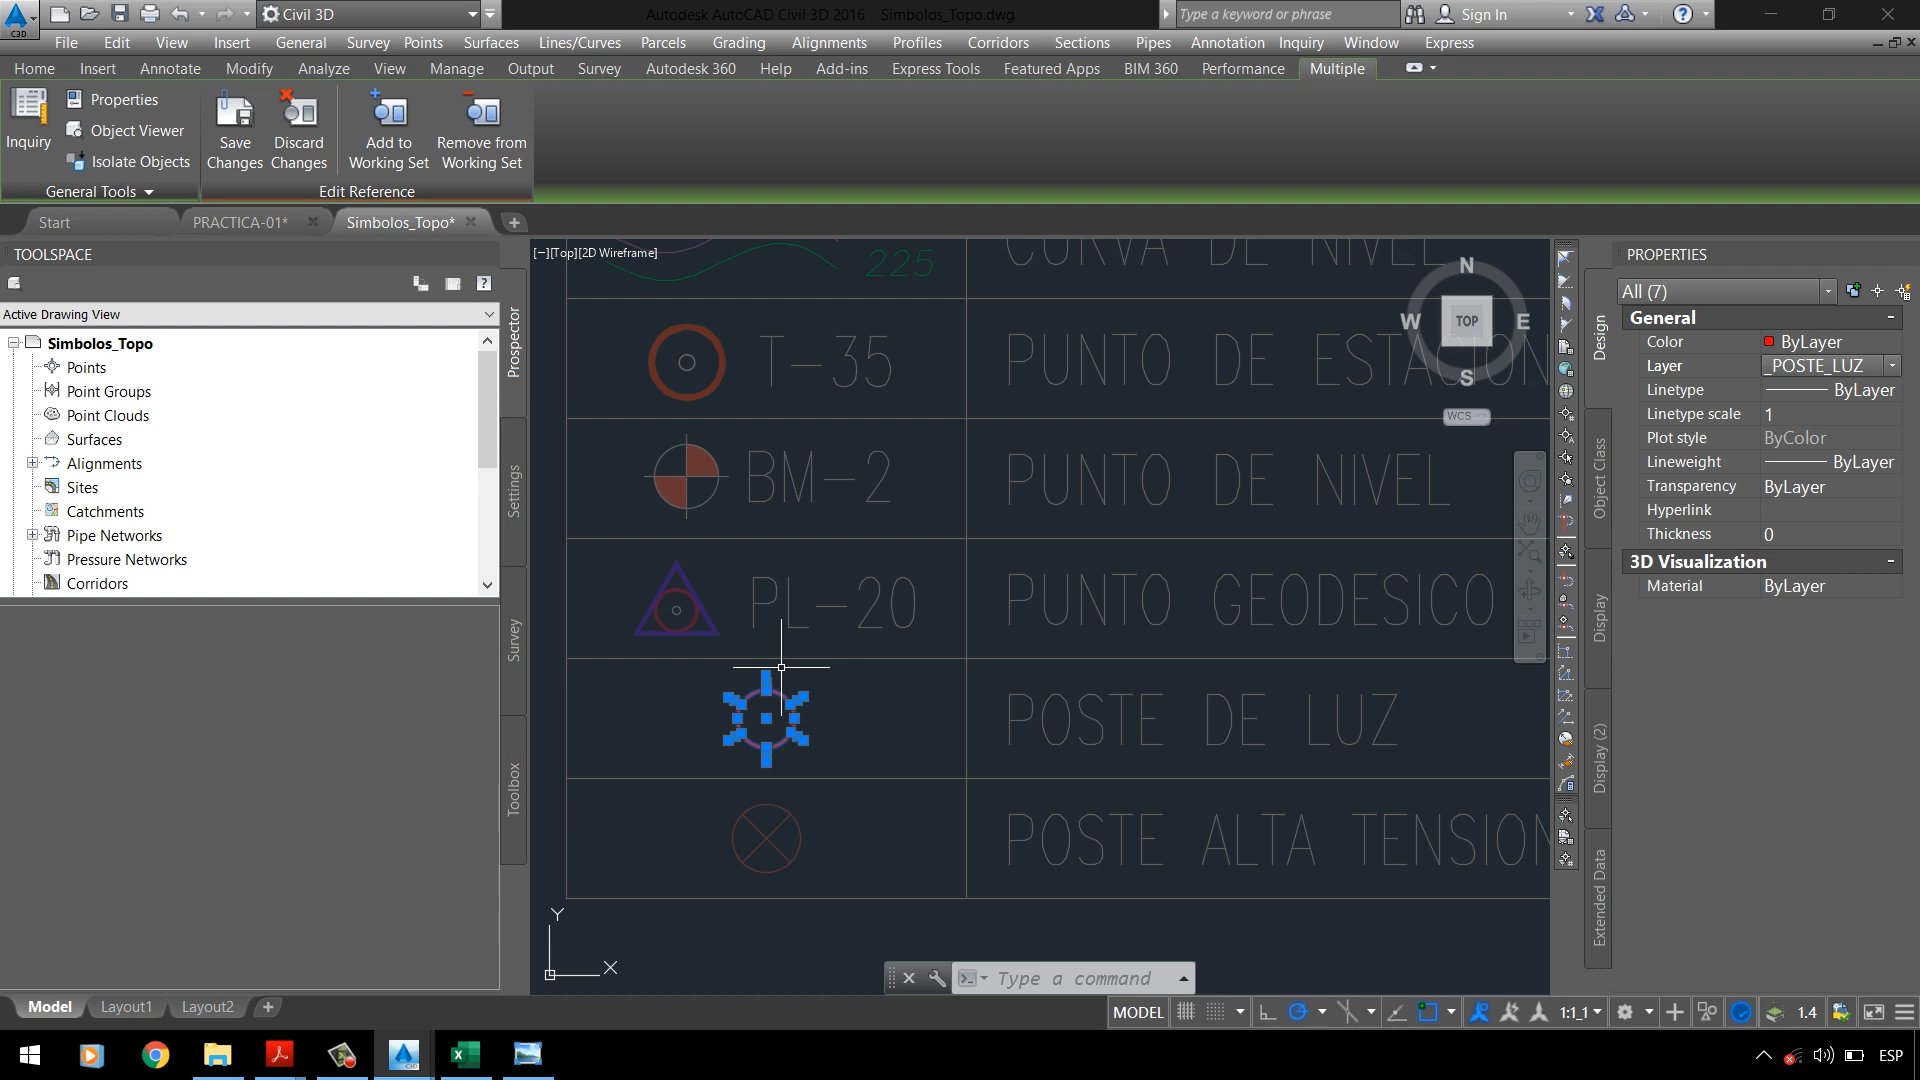 Civil 3D
Autodesk AutoCAD Civil 3D 2016 Simbolos_Topo.dwg
Type a keyword or phrase
Sign In
C3D
File Edit View Insert General Survey Points Surfaces Lines/Curves Parcels Grading Alignments Profiles Corridors Sections Pipes Annotation Inquiry Window Express
Home Insert Annotate Modify Analyze View Manage Output Survey Autodesk 360 Help Add-ins Express Tools Featured Apps BIM 360 Performance Multiple
Inquiry
Properties
Object Viewer
Isolate Objects
Save Changes
Discard Changes
Add to Working Set
Remove from Working Set
General Tools
Edit Reference
Start PRACTICA-01* Simbolos_Topo*
TOOLSPACE
Active Drawing View
Simbolos_Topo
Points
Point Groups
Point Clouds
Surfaces
Alignments
Sites
Catchments
Pipe Networks
Pressure Networks
Corridors
Prospector
Settings
Survey
Toolbox
[−][Top][2D Wireframe]
225 CURVA DE NIVEL
T-35 PUNTO DE ESTACION
BM-2 PUNTO DE NIVEL
PL-20 PUNTO GEODESICO
POSTE DE LUZ
POSTE ALTA TENSION
N
W TOP E
S
WCS
Y
X
Type a command
PROPERTIES
All (7)
General
Color ByLayer
Layer _POSTE_LUZ
Linetype ByLayer
Linetype scale 1
Plot style ByColor
Lineweight ByLayer
Transparency ByLayer
Hyperlink
Thickness 0
3D Visualization
Material ByLayer
Design
Object Class
Display
Display (2)
Extended Data
Model Layout1 Layout2
MODEL 1:1_1 1.4
ESP